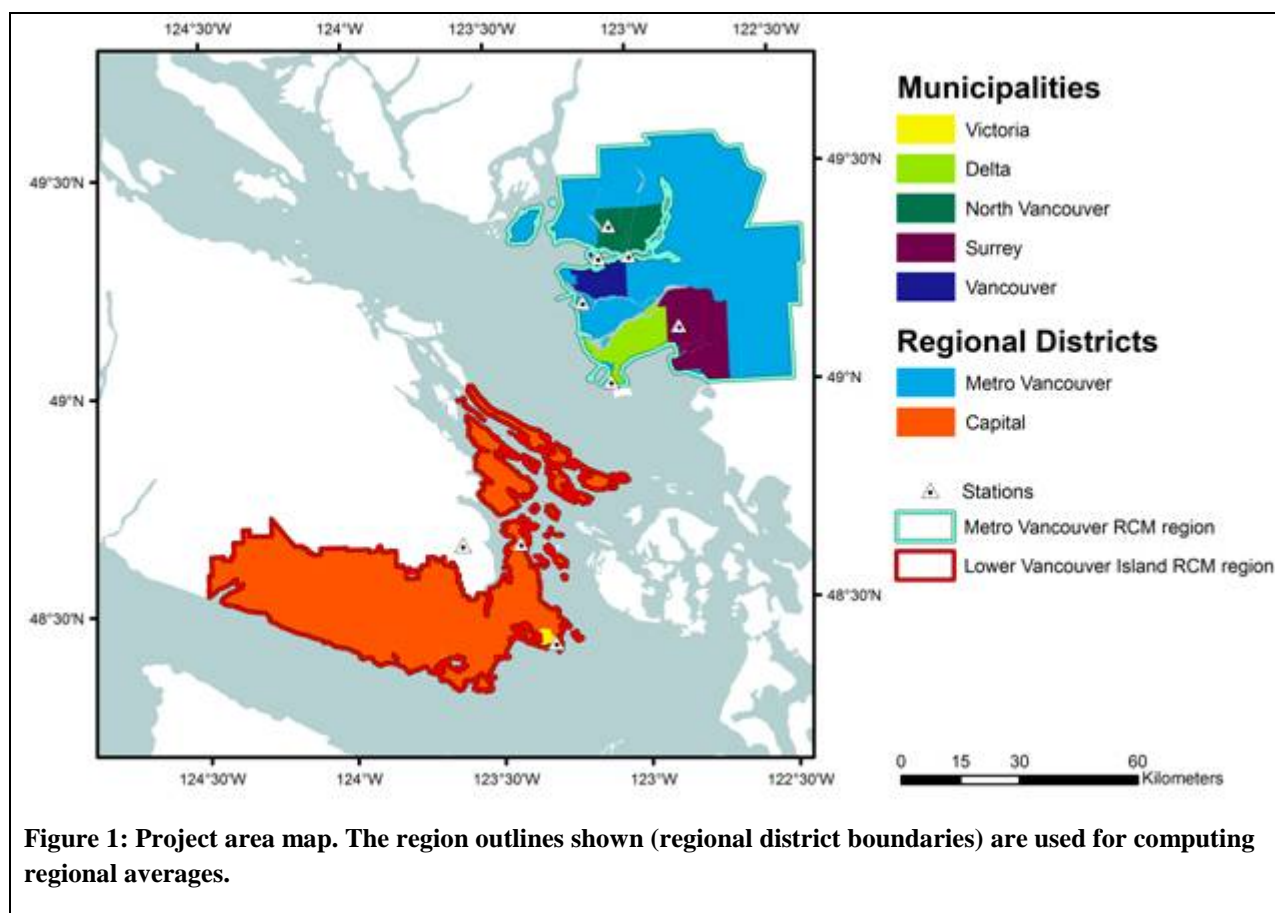 124°30'W 124°W 123°30'W 123°W 122°30'W
49°30'N
49°30'N
49°N
49°N
48°30'N
48°30'N
124°30'W 124°W 123°30'W 123°W 122°30'W
Municipalities
Victoria
Delta
North Vancouver
Surrey
Vancouver
Regional Districts
Metro Vancouver
Capital
Stations
Metro Vancouver RCM region
Lower Vancouver Island RCM region
0 15 30 60
Kilometers
Figure 1: Project area map. The region outlines shown (regional district boundaries) are used for computing
regional averages.